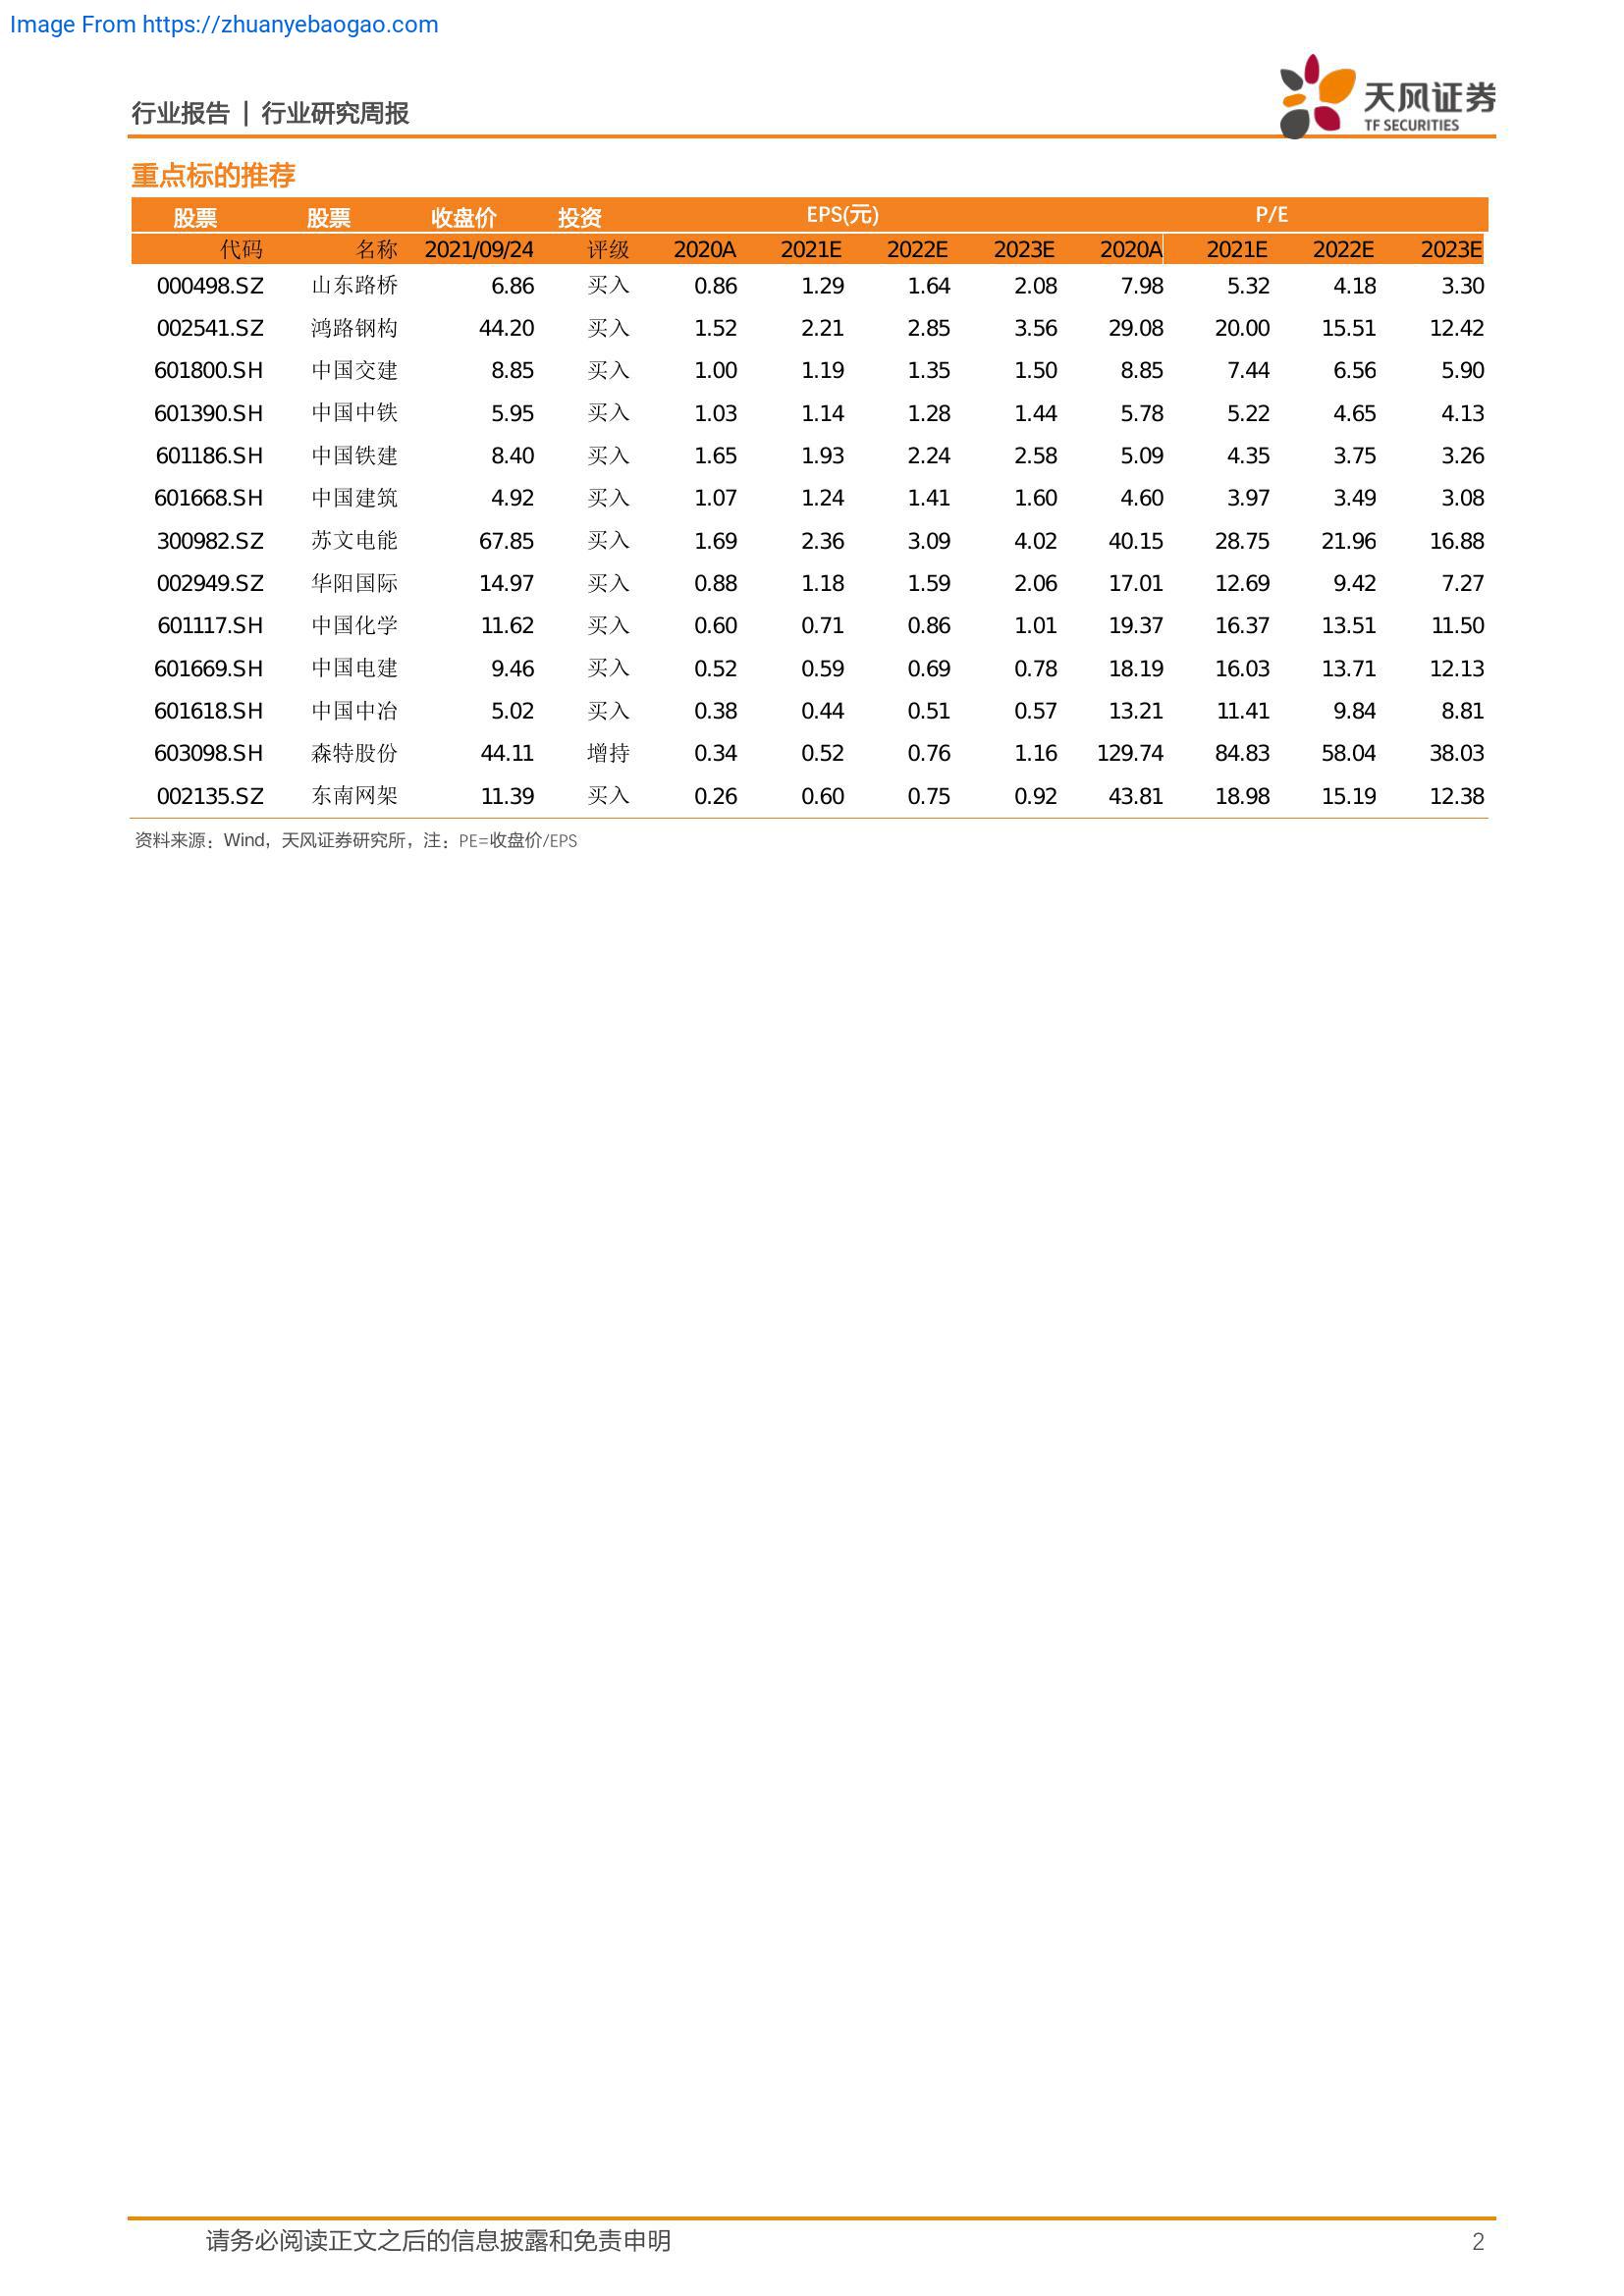 Image From https://zhuanyebaogao.com
行业报告 | 行业研究周报
天风证券
TF SECURITIES
重点标的推荐
股票 股票 收盘价 投资 EPS(元) P/E
代码 名称 2021/09/24 评级 2020A 2021E 2022E 2023E 2020A 2021E 2022E 2023E
000498.SZ 山东路桥 6.86 买入 0.86 1.29 1.64 2.08 7.98 5.32 4.18 3.30
002541.SZ 鸿路钢构 44.20 买入 1.52 2.21 2.85 3.56 29.08 20.00 15.51 12.42
601800.SH 中国交建 8.85 买入 1.00 1.19 1.35 1.50 8.85 7.44 6.56 5.90
601390.SH 中国中铁 5.95 买入 1.03 1.14 1.28 1.44 5.78 5.22 4.65 4.13
601186.SH 中国铁建 8.40 买入 1.65 1.93 2.24 2.58 5.09 4.35 3.75 3.26
601668.SH 中国建筑 4.92 买入 1.07 1.24 1.41 1.60 4.60 3.97 3.49 3.08
300982.SZ 苏文电能 67.85 买入 1.69 2.36 3.09 4.02 40.15 28.75 21.96 16.88
002949.SZ 华阳国际 14.97 买入 0.88 1.18 1.59 2.06 17.01 12.69 9.42 7.27
601117.SH 中国化学 11.62 买入 0.60 0.71 0.86 1.01 19.37 16.37 13.51 11.50
601669.SH 中国电建 9.46 买入 0.52 0.59 0.69 0.78 18.19 16.03 13.71 12.13
601618.SH 中国中冶 5.02 买入 0.38 0.44 0.51 0.57 13.21 11.41 9.84 8.81
603098.SH 森特股份 44.11 增持 0.34 0.52 0.76 1.16 129.74 84.83 58.04 38.03
002135.SZ 东南网架 11.39 买入 0.26 0.60 0.75 0.92 43.81 18.98 15.19 12.38
资料来源：Wind，天风证券研究所，注：PE=收盘价/EPS
请务必阅读正文之后的信息披露和免责申明 2